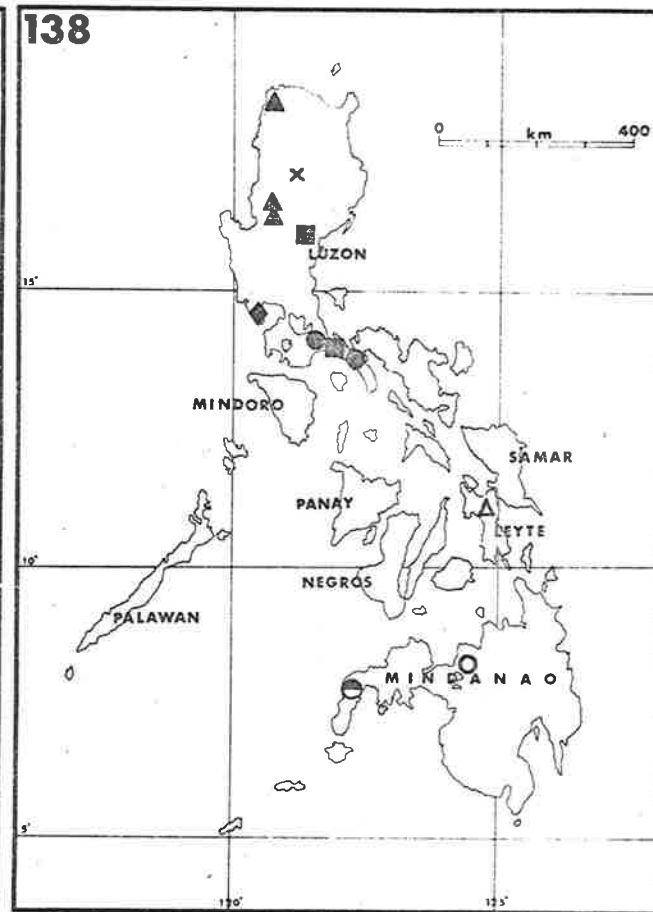 138
0 km 400
LUZON
15°
MINDORO
SAMAR
PANAY
LEYTE
10°
NEGROS
PALAWAN
MINDANAO
5°
120° 125°